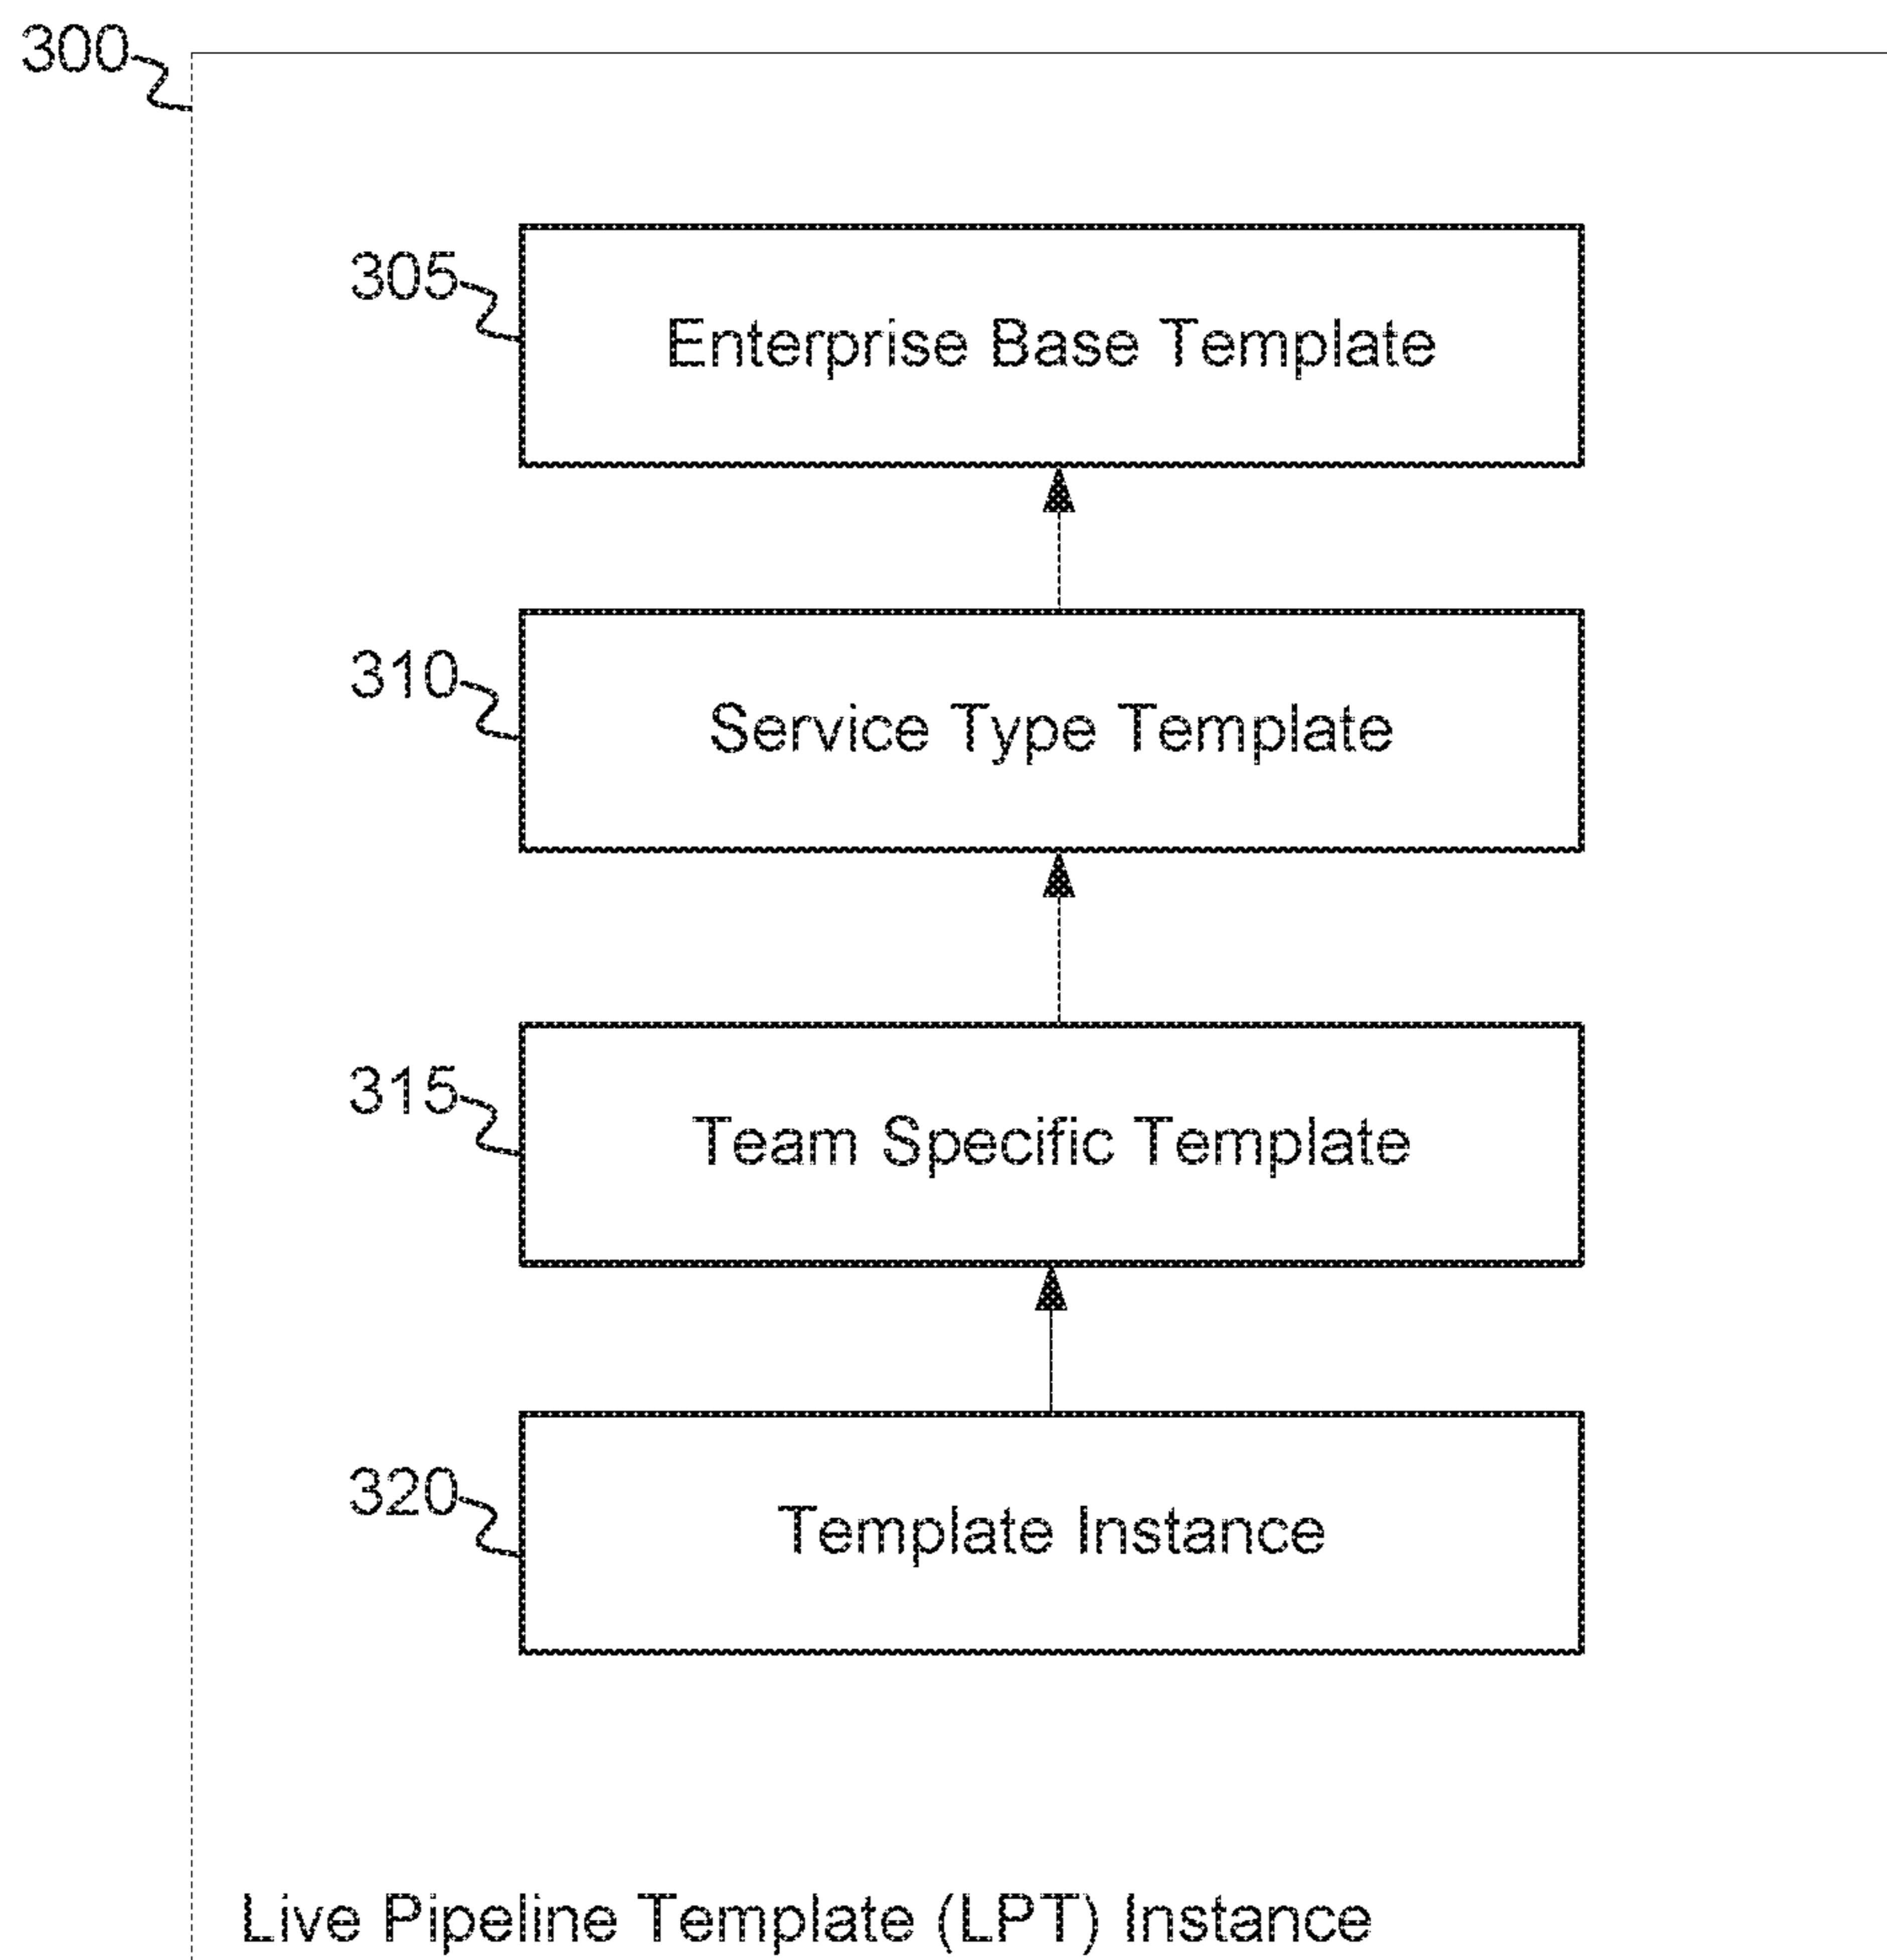 300
305
Enterprise Base Template
310
Service Type Template
315
Team Specific Template
320
Template Instance
Live Pipeline Template (LPT) Instance